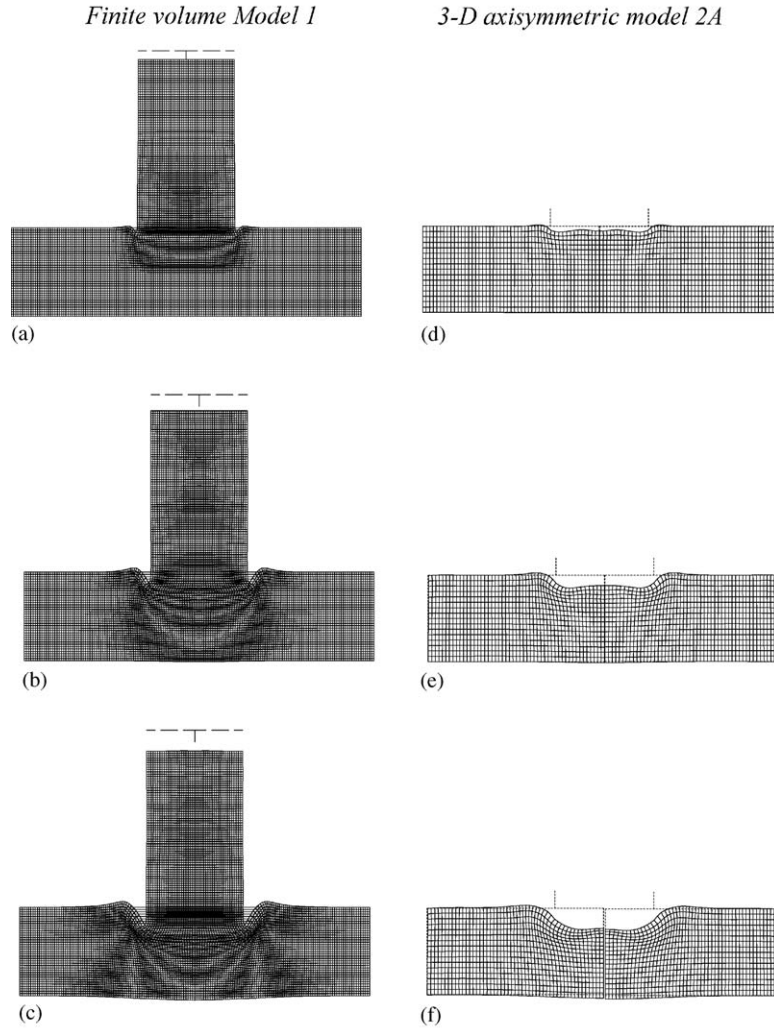 Finite volume Model 1
3-D axisymmetric model 2A
(a)
(d)
(b)
(e)
(c)
(f)